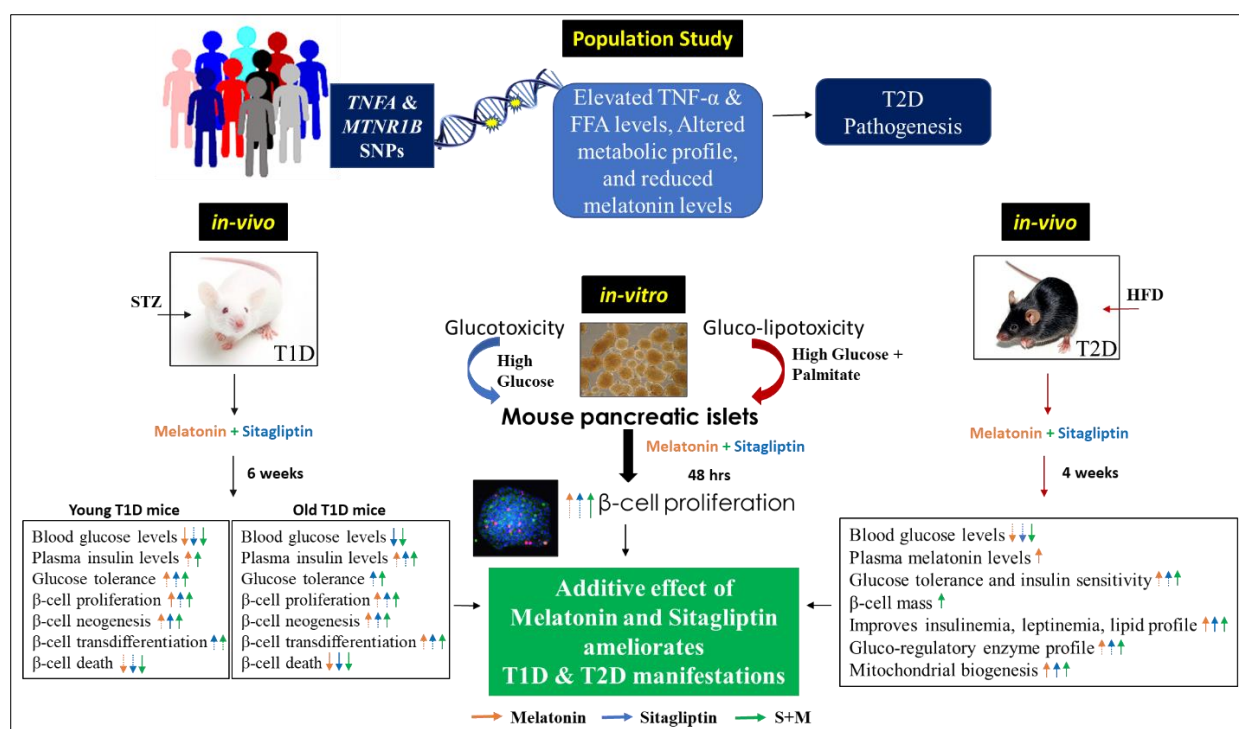 Population Study
TNFA &
MTNR1B
SNPs
Elevated TNF-α &
FFA levels, Altered
metabolic profile,
and reduced
melatonin levels
T2D
Pathogenesis
in-vivo
STZ
T1D
Melatonin + Sitagliptin
6 weeks
Young T1D mice
Blood glucose levels ↓↓↓
Plasma insulin levels ↑↑
Glucose tolerance ↑↑↑
β-cell proliferation ↑↑↑
β-cell neogenesis ↑↑↑
β-cell transdifferentiation ↑↑
β-cell death ↓↓↓
Old T1D mice
Blood glucose levels ↓↓
Plasma insulin levels ↑↑↑
Glucose tolerance ↑↑
β-cell proliferation ↑↑↑
β-cell neogenesis ↑↑↑
β-cell transdifferentiation ↑↑↑
β-cell death ↓↓↓
in-vitro
Glucotoxicity
High
Glucose
Gluco-lipotoxicity
High Glucose +
Palmitate
Mouse pancreatic islets
Melatonin + Sitagliptin
48 hrs
↑↑↑ β-cell proliferation
Additive effect of
Melatonin and Sitagliptin
ameliorates
T1D & T2D manifestations
in-vivo
HFD
T2D
Melatonin + Sitagliptin
4 weeks
Blood glucose levels ↓↓↓
Plasma melatonin levels ↑
Glucose tolerance and insulin sensitivity ↑↑↑
β-cell mass ↑
Improves insulinemia, leptinemia, lipid profile ↑↑↑
Gluco-regulatory enzyme profile ↑↑↑
Mitochondrial biogenesis ↑↑↑
→ Melatonin → Sitagliptin → S+M